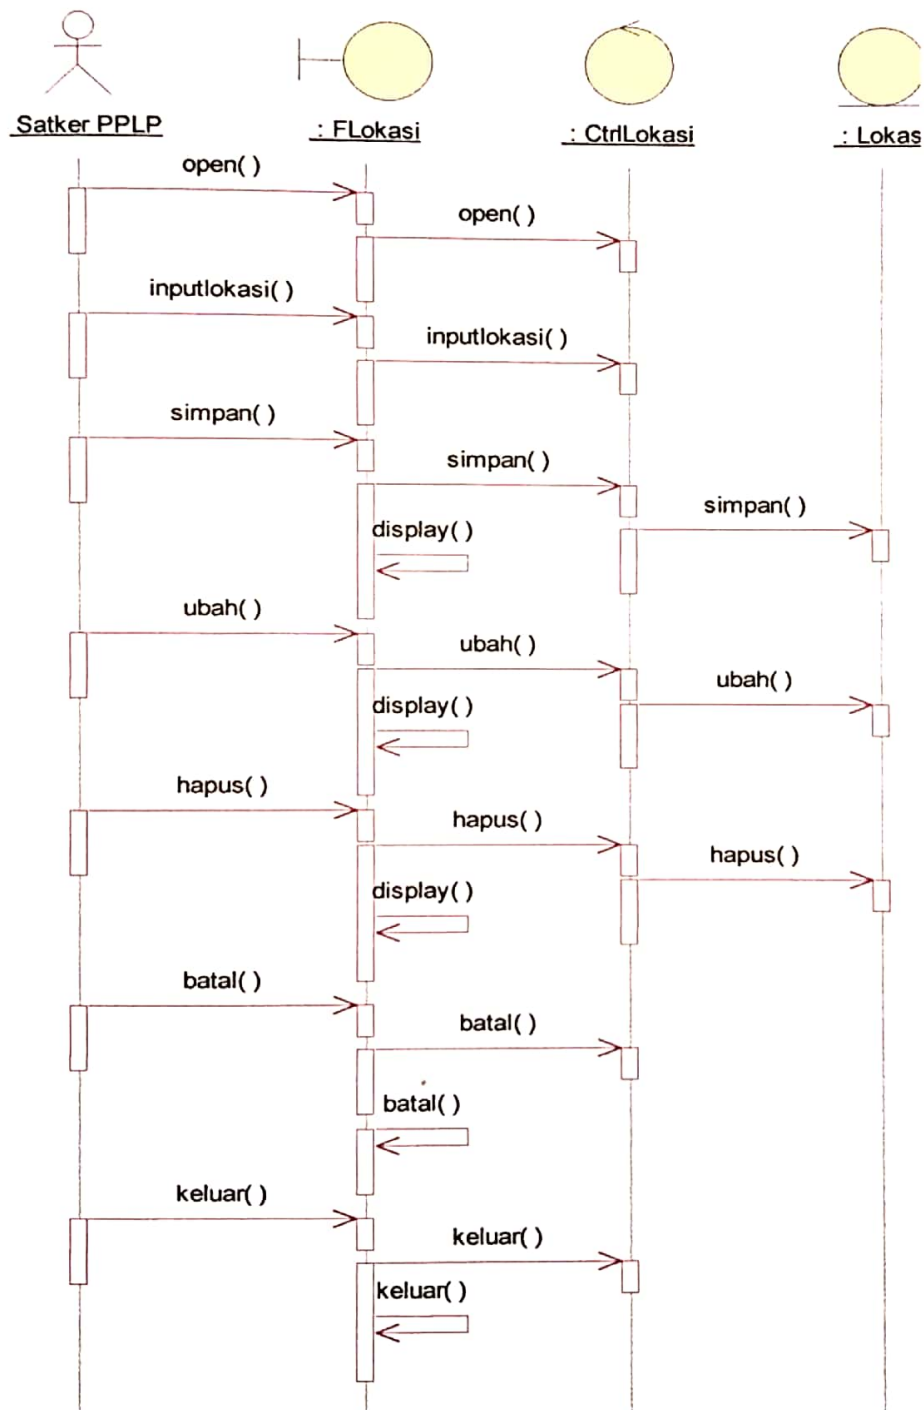 Satker PPLP
: FLokasi
: CtrlLokasi
: Lokas
open()
open()
inputlokasi()
inputlokasi()
simpan()
simpan()
simpan()
display()
ubah()
ubah()
ubah()
display()
hapus()
hapus()
hapus()
display()
batal()
batal()
batal()
keluar()
keluar()
keluar()